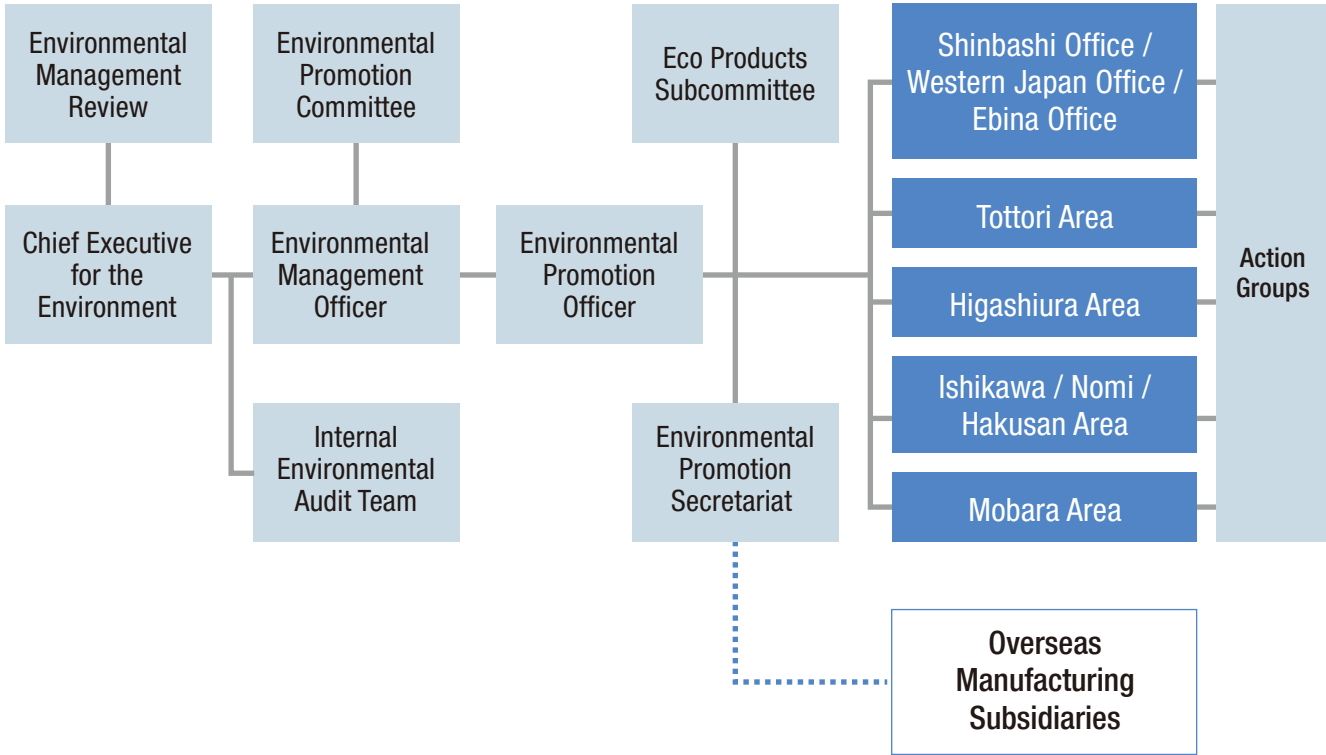 Environmental
Management
Review
Environmental
Promotion
Committee
Eco Products
Subcommittee
Shinbashi Office /
Western Japan Office /
Ebina Office
Chief Executive
for the
Environment
Environmental
Management
Officer
Environmental
Promotion
Officer
Tottori Area
Higashiura Area
Action
Groups
Internal
Environmental
Audit Team
Environmental
Promotion
Secretariat
Ishikawa / Nomi /
Hakusan Area
Mobara Area
Overseas
Manufacturing
Subsidiaries